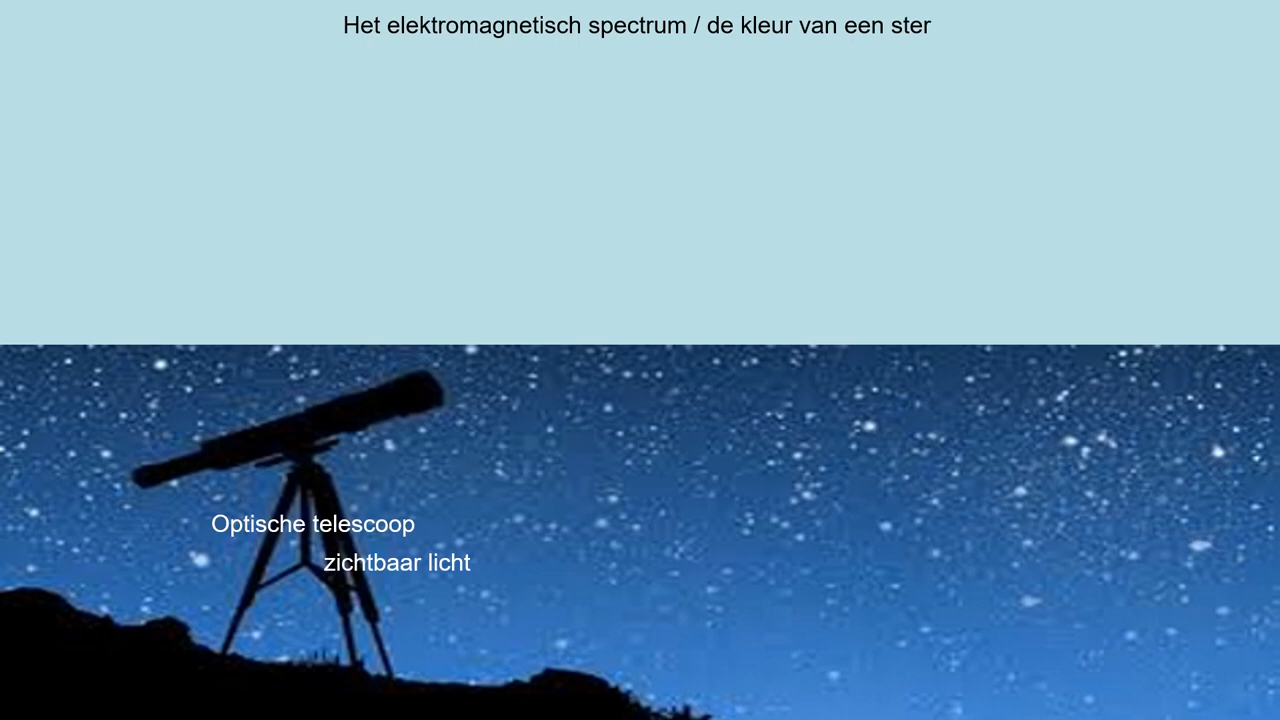 Het elektromagnetisch spectrum / de kleur van een ster
Optische telescoop
zichtbaar licht